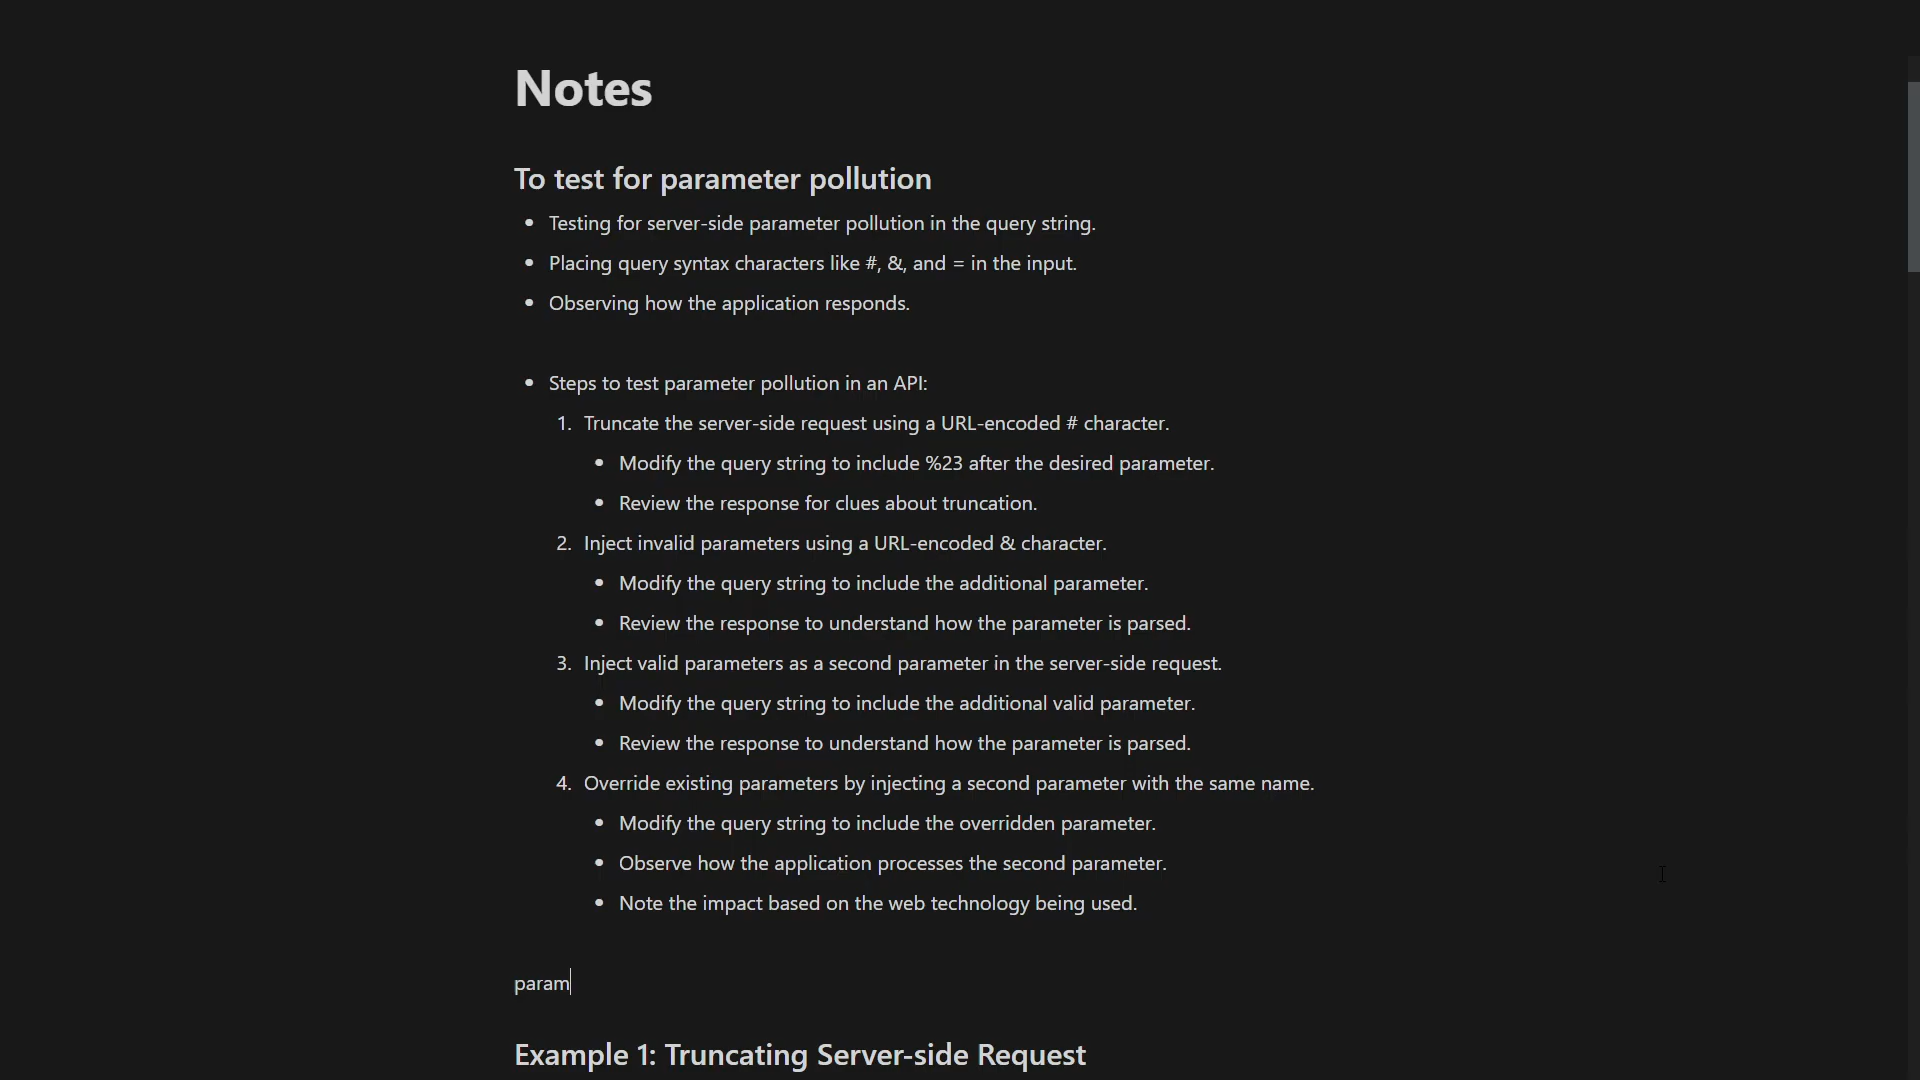 Notes
To test for parameter pollution
• Testing for server-side parameter pollution in the query string.
• Placing query syntax characters like #, &, and = in the input.
• Observing how the application responds.
• Steps to test parameter pollution in an API:
1. Truncate the server-side request using a URL-encoded # character.
• Modify the query string to include %23 after the desired parameter.
• Review the response for clues about truncation.
2. Inject invalid parameters using a URL-encoded & character.
• Modify the query string to include the additional parameter.
• Review the response to understand how the parameter is parsed.
3. Inject valid parameters as a second parameter in the server-side request.
• Modify the query string to include the additional valid parameter.
• Review the response to understand how the parameter is parsed.
4. Override existing parameters by injecting a second parameter with the same name.
• Modify the query string to include the overridden parameter.
• Observe how the application processes the second parameter.
• Note the impact based on the web technology being used.
param
Example 1: Truncating Server-side Request